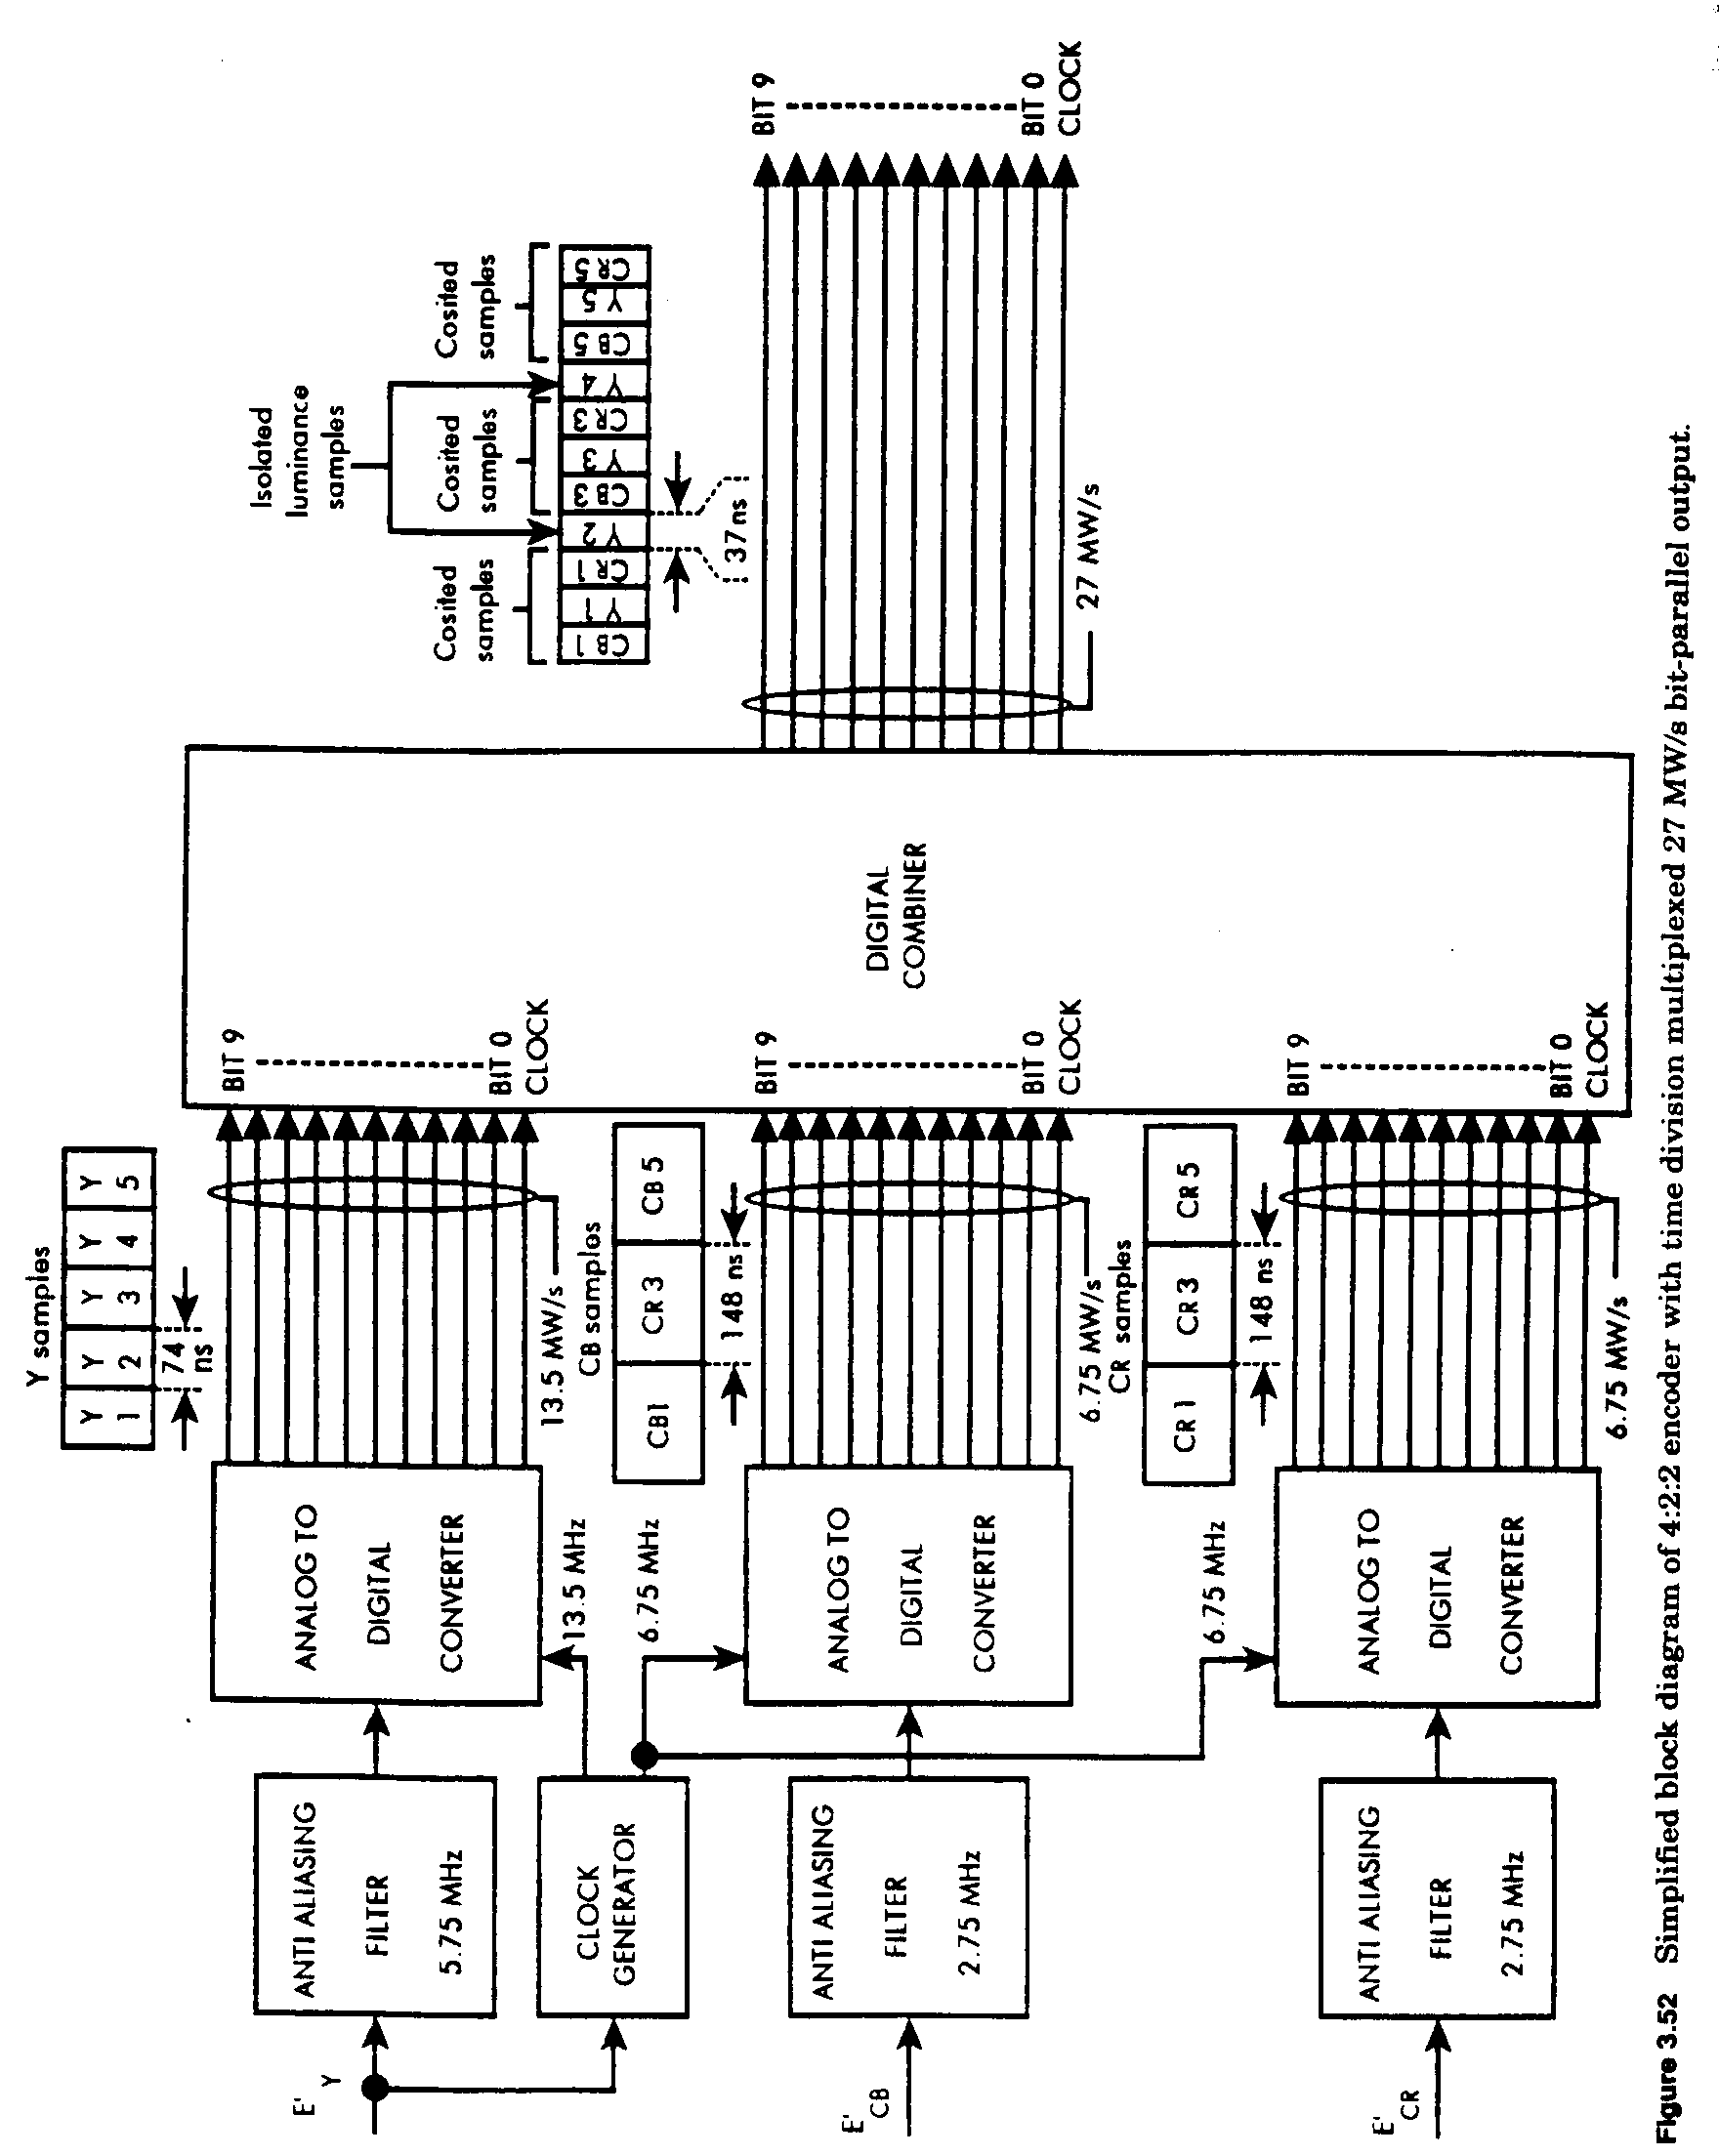 E'
Y
ANTI ALIASING
FILTER
5.75 MHz
CLOCK
GENERATOR
E'
CB
ANTI ALIASING
FILTER
2.75 MHz
E'
CR
ANTI ALIASING
FILTER
2.75 MHz
ANALOG TO
DIGITAL
CONVERTER
13.5 MHz
6.75 MHz
ANALOG TO
DIGITAL
CONVERTER
6.75 MHz
ANALOG TO
DIGITAL
CONVERTER
Y samples
Y 1
Y 2
Y 3
Y 4
Y 5
74
ns
13.5 MW/s
CB samples
CB1
CR 3
CB 5
148 ns
6.75 MW/s
CR samples
CR 1
CR 3
CR 5
148 ns
6.75 MW/s
BIT 9
BIT 0
CLOCK
BIT 9
BIT 0
CLOCK
BIT 9
BIT 0
CLOCK
DIGITAL
COMBINER
Isolated
luminance
samples
Cosited
samples
Cosited
samples
Cosited
samples
CB 1
Y 1
CR 1
Y 2
CB 3
Y 3
CR 3
Y 4
CB 5
Y 5
CR 5
37 ns
27 MW/s
BIT 9
BIT 0
CLOCK
Figure 3.52 Simplified block diagram of 4:2:2 encoder with time division multiplexed 27 MW/s bit-parallel output.